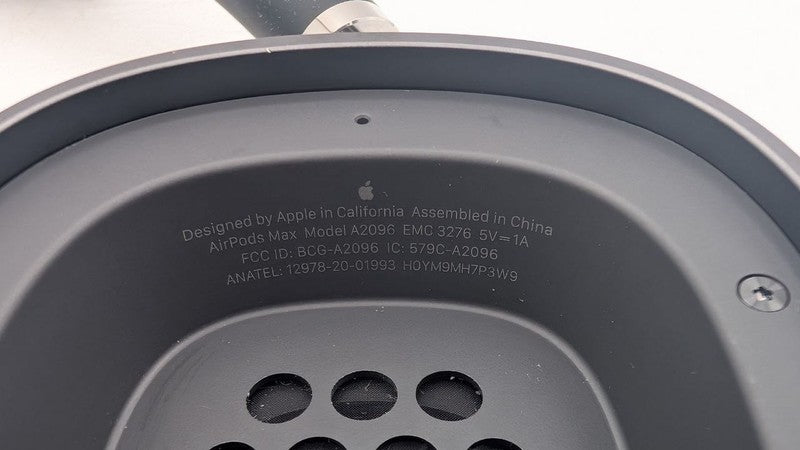 Designed by Apple in California Assembled in China
AirPods Max Model A2096 EMC 3276 5V⎓1A
FCC ID: BCG-A2096 IC: 579C-A2096
ANATEL: 12978-20-01993 H0YM9MH7P3W9